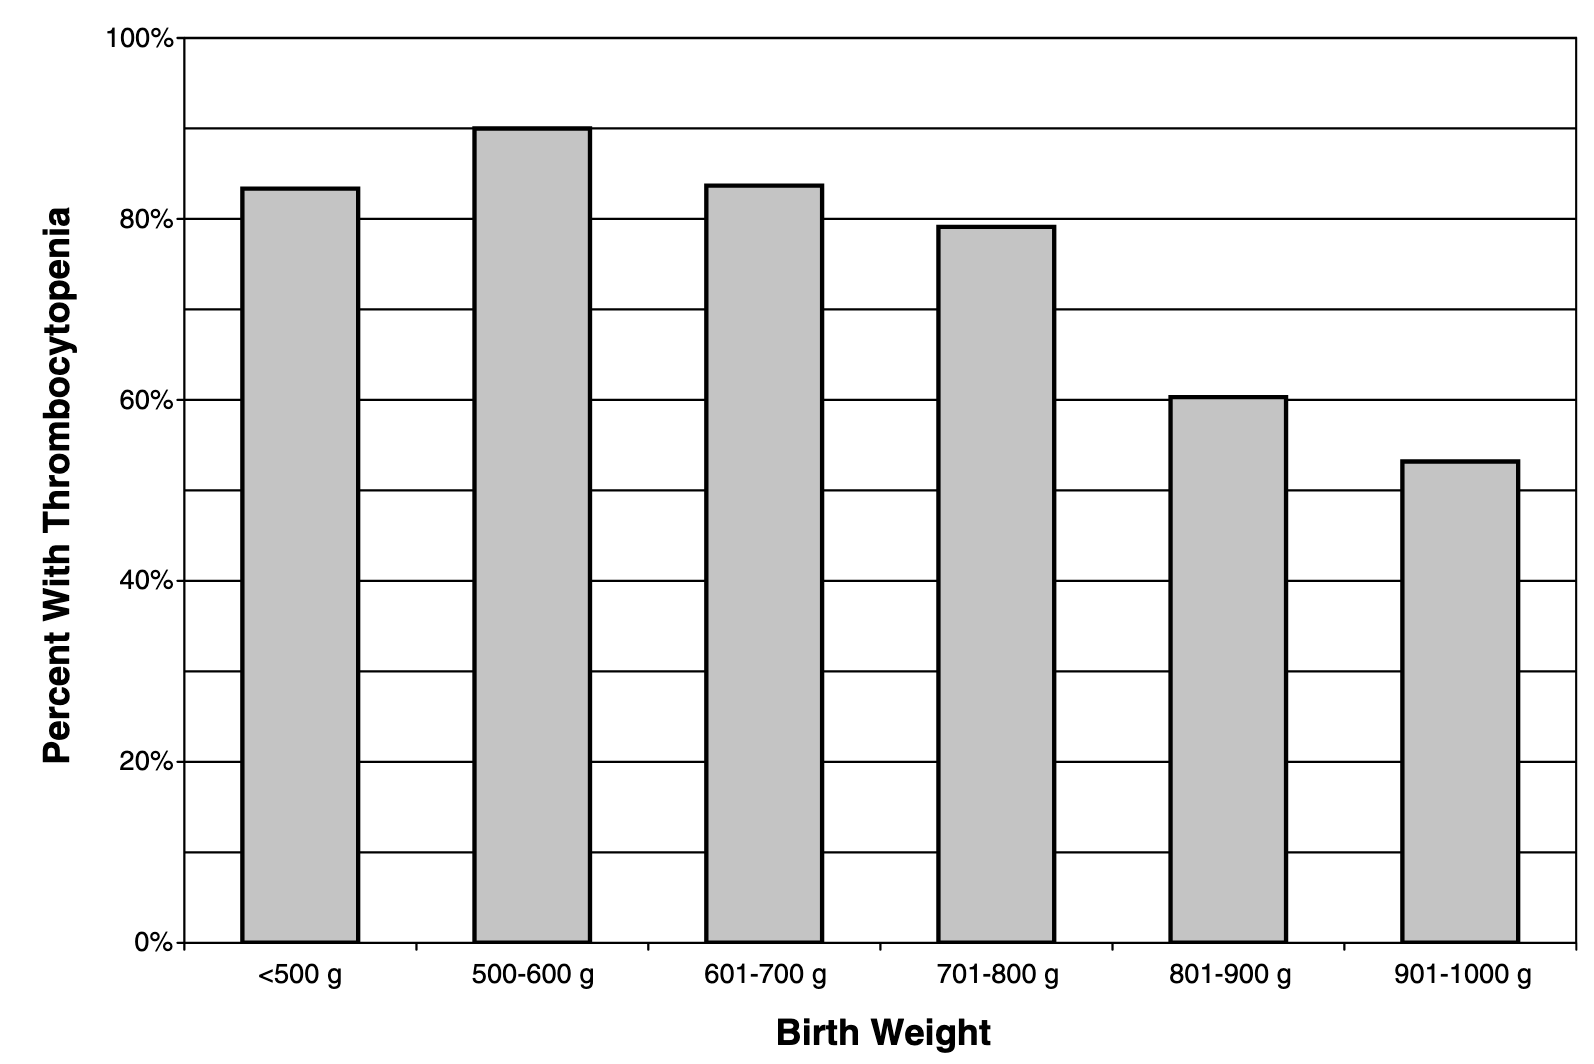 100%
80%
60%
40%
20%
0%
Percent With Thrombocytopenia
<500 g
500-600 g
601-700 g
701-800 g
801-900 g
901-1000 g
Birth Weight